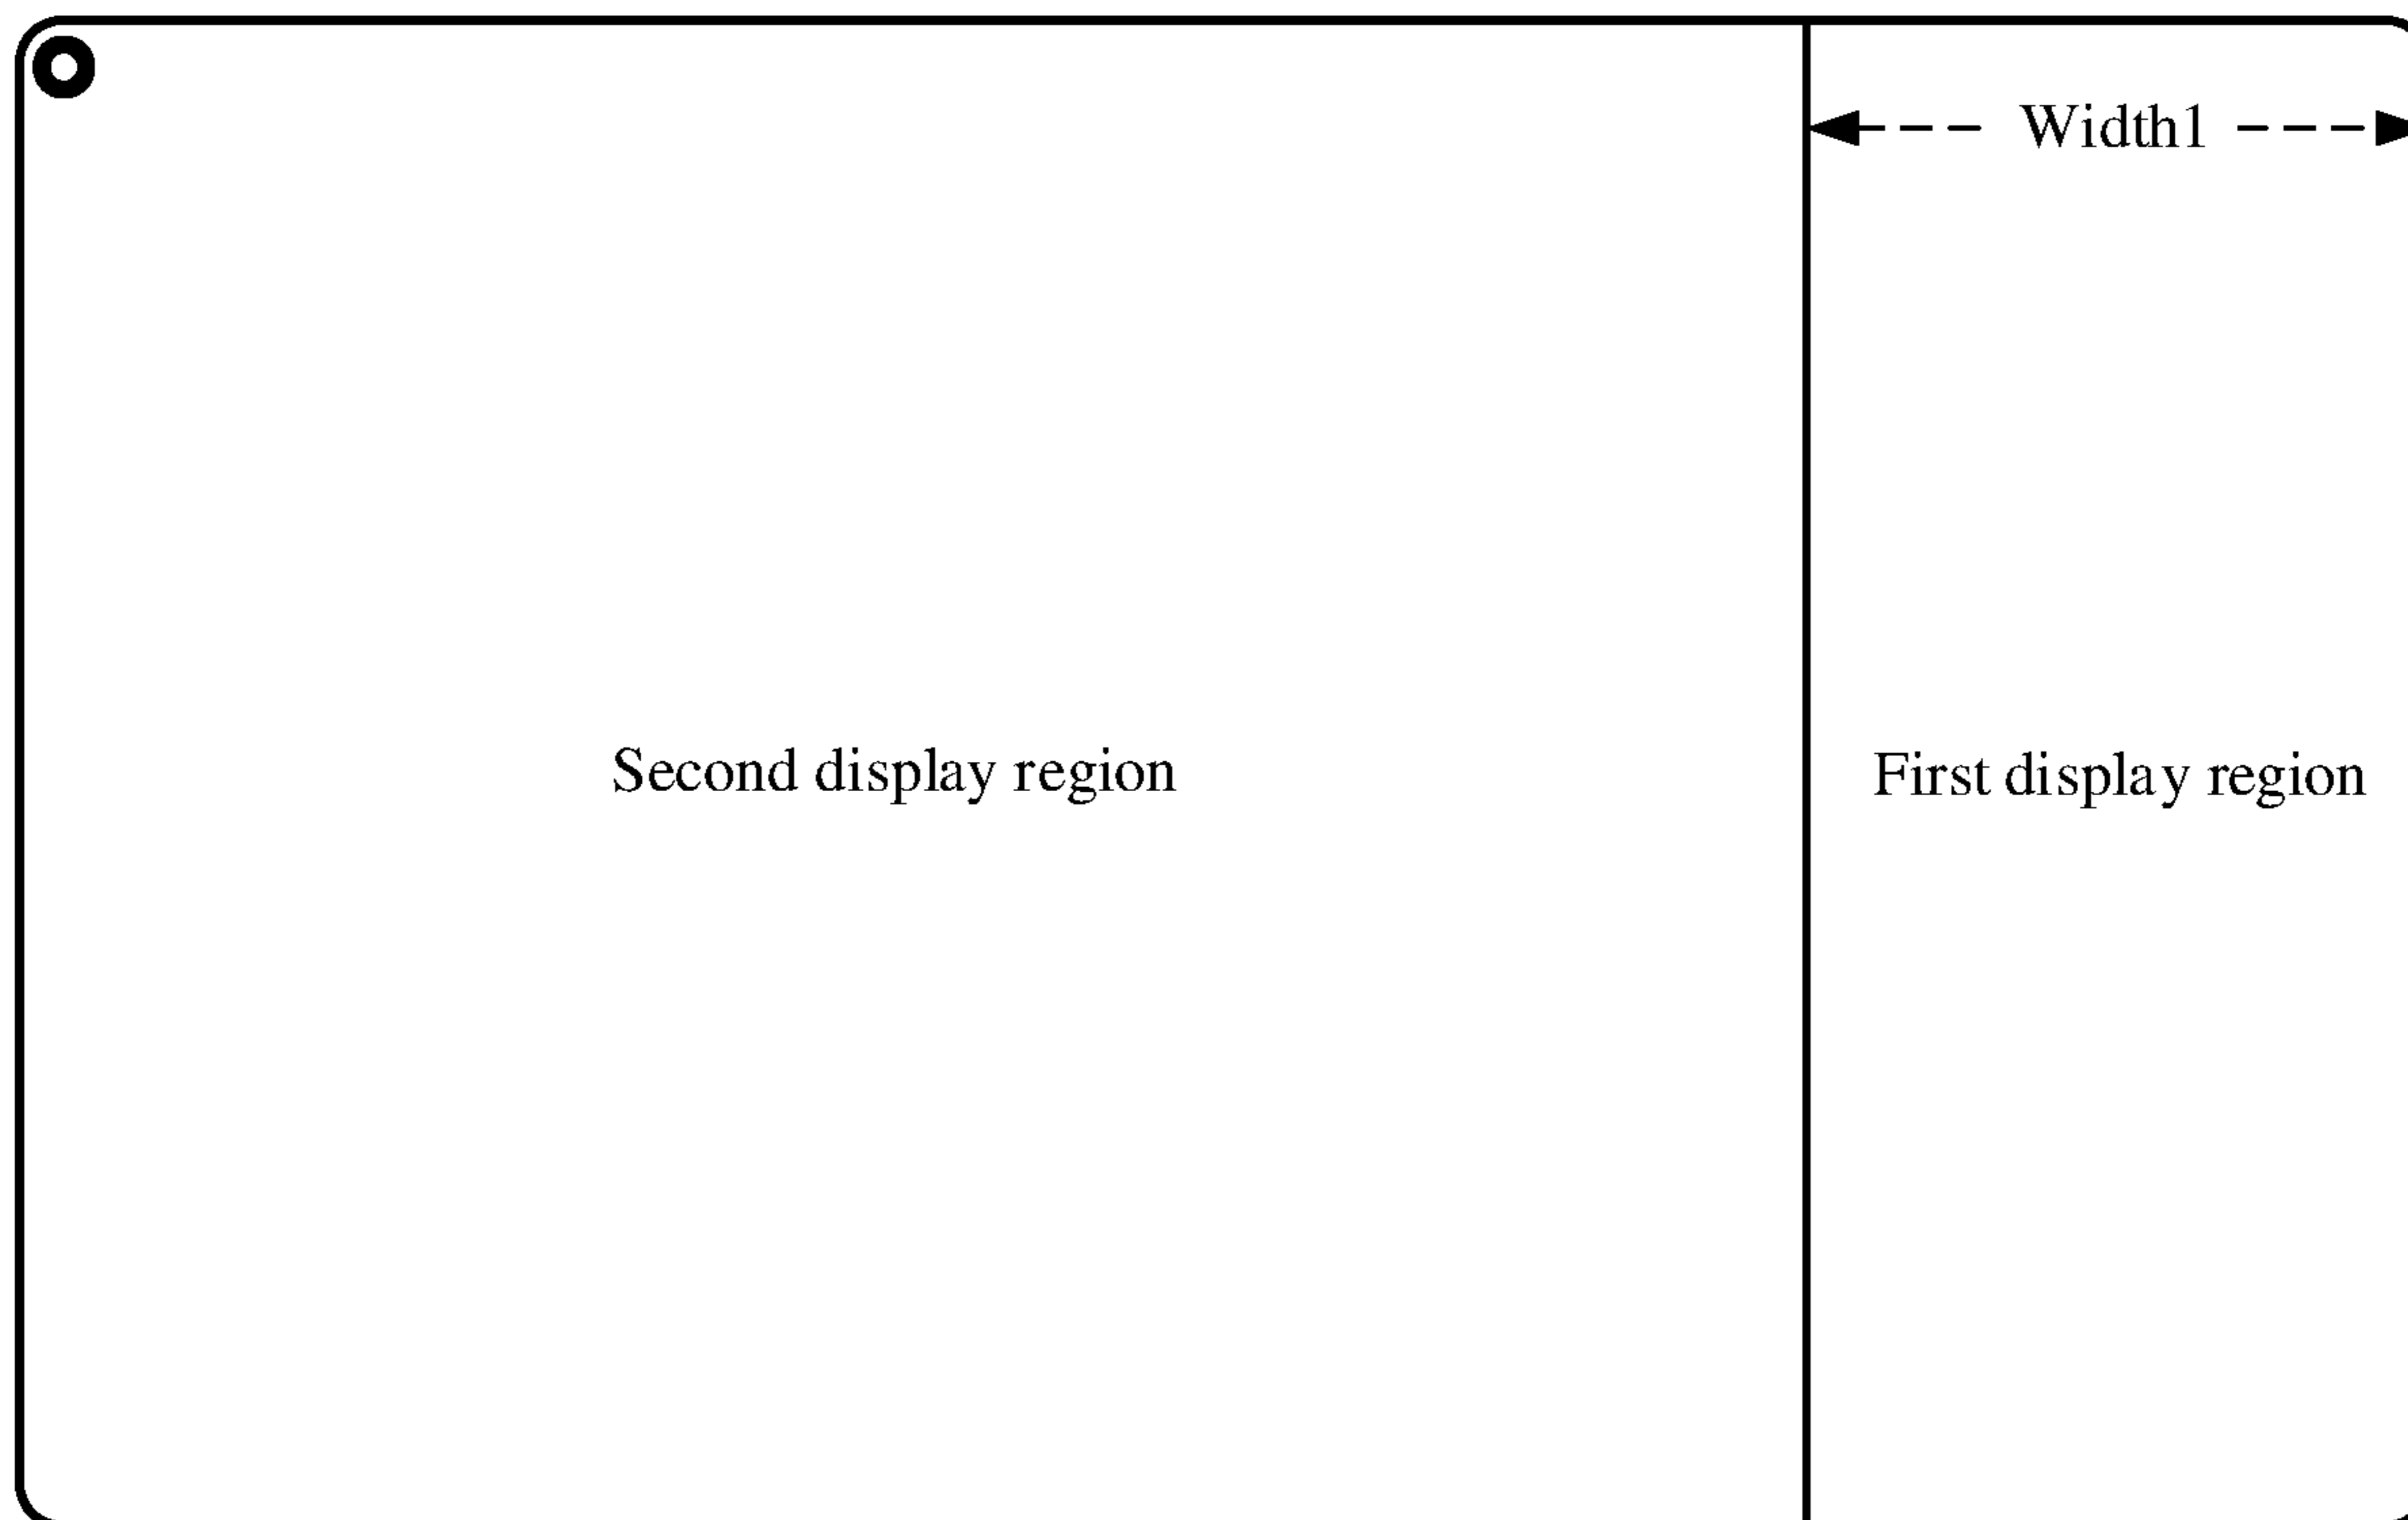 Width1
Second display region
First display region